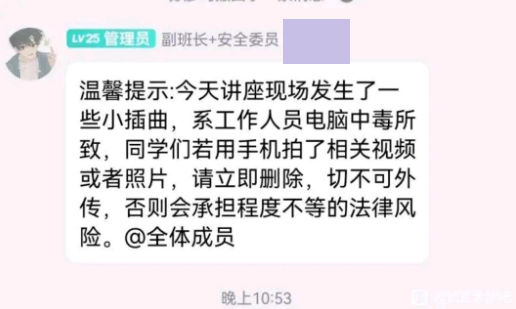 LV25 管理员 副班长+安全委员
温馨提示:今天讲座现场发生了一
些小插曲，系工作人员电脑中毒所
致，同学们若用手机拍了相关视频
或者照片，请立即删除，切不可外
传，否则会承担程度不等的法律风
险。@全体成员
晚上10:53